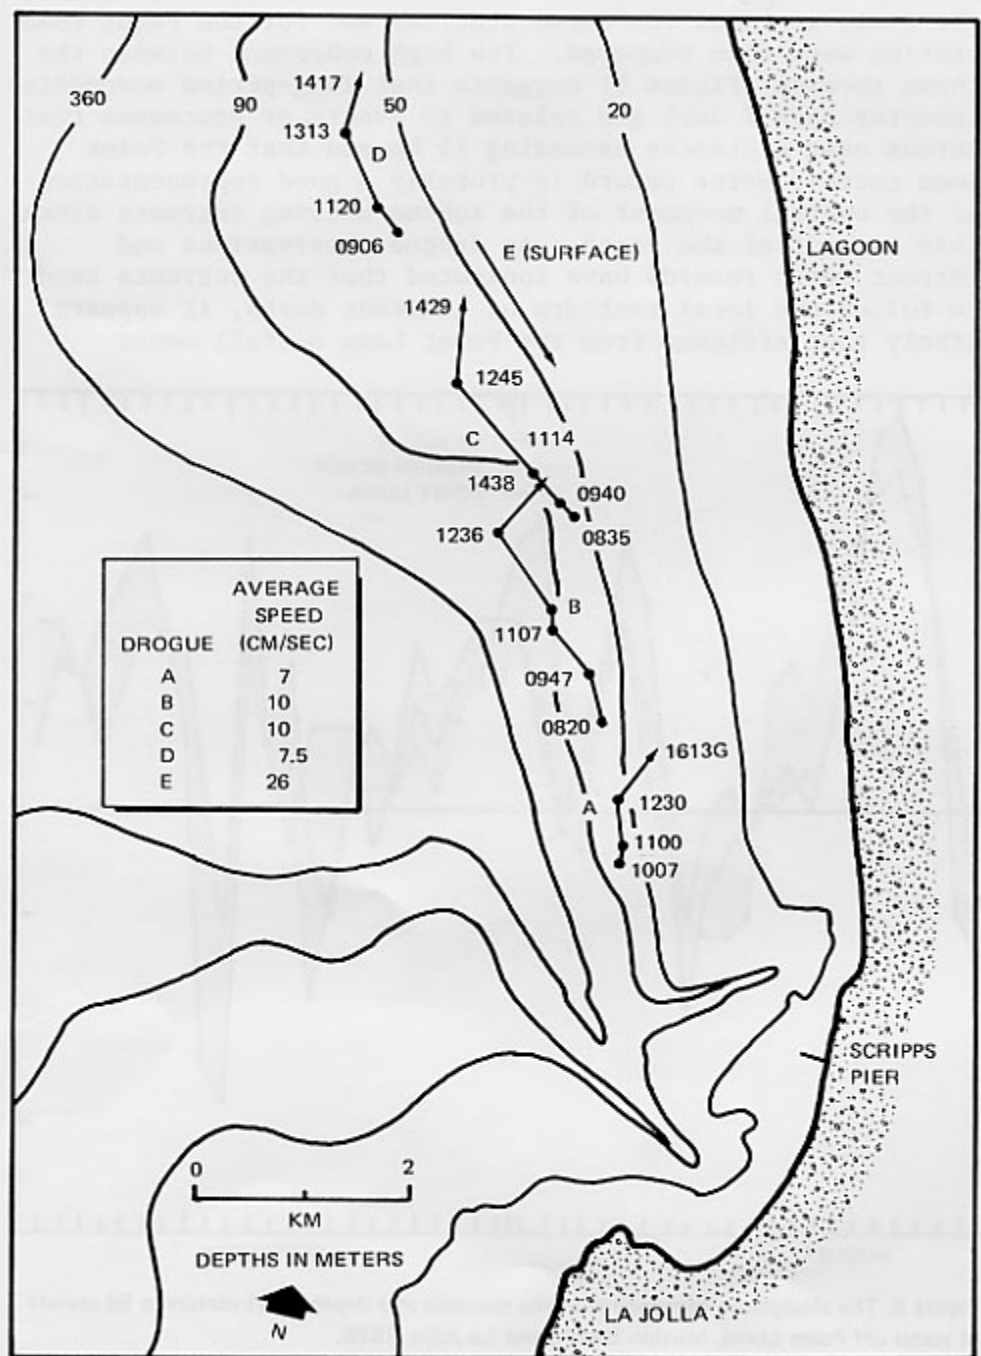 360
90
1417
50
20
1313
D
1120
0906
E (SURFACE)
LAGOON
1429
1245
C
1114
1438
0940
1236
0835
DROGUE
AVERAGE
SPEED
(CM/SEC)
A 7
B 10
C 10
D 7.5
E 26
B
1107
0947
0820
1613G
A
1230
1100
1007
SCRIPPS
PIER
0 2
KM
DEPTHS IN METERS
N
LA JOLLA